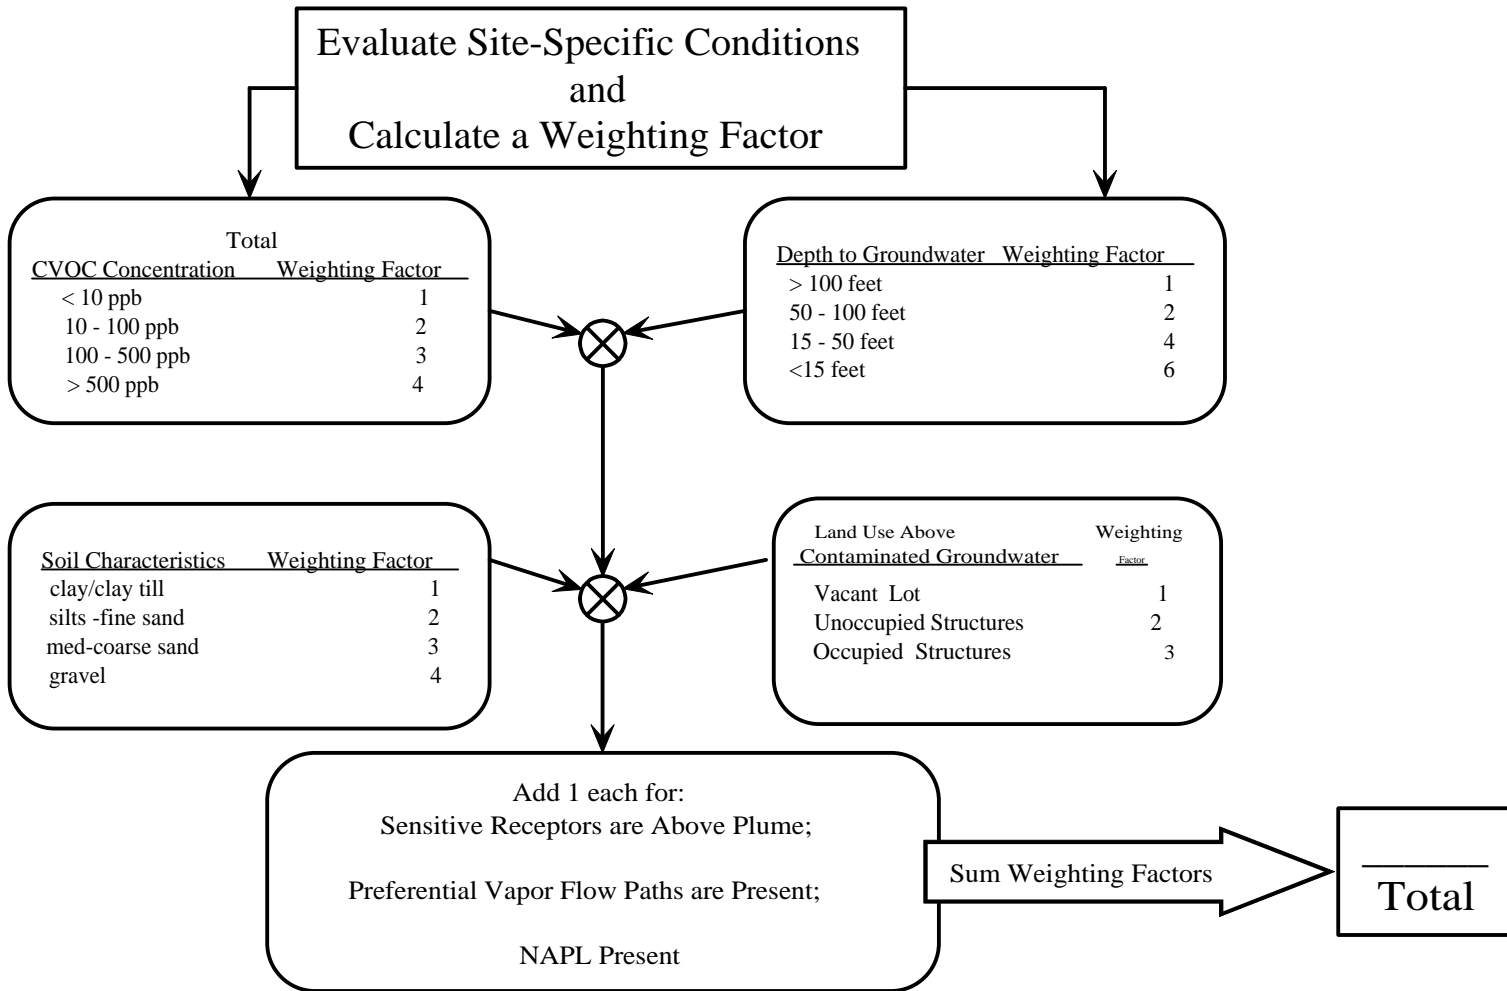 Evaluate Site-Specific Conditions
and
Calculate a Weighting Factor
Total
CVOC Concentration Weighting Factor
< 10 ppb 1
10 - 100 ppb 2
100 - 500 ppb 3
> 500 ppb 4
Depth to Groundwater Weighting Factor
> 100 feet 1
50 - 100 feet 2
15 - 50 feet 4
<15 feet 6
Soil Characteristics Weighting Factor
clay/clay till 1
silts -fine sand 2
med-coarse sand 3
gravel 4
Land Use Above Weighting
Contaminated Groundwater Factor
Vacant Lot 1
Unoccupied Structures 2
Occupied Structures 3
Add 1 each for:
Sensitive Receptors are Above Plume;
Preferential Vapor Flow Paths are Present;
NAPL Present
Sum Weighting Factors
______
Total